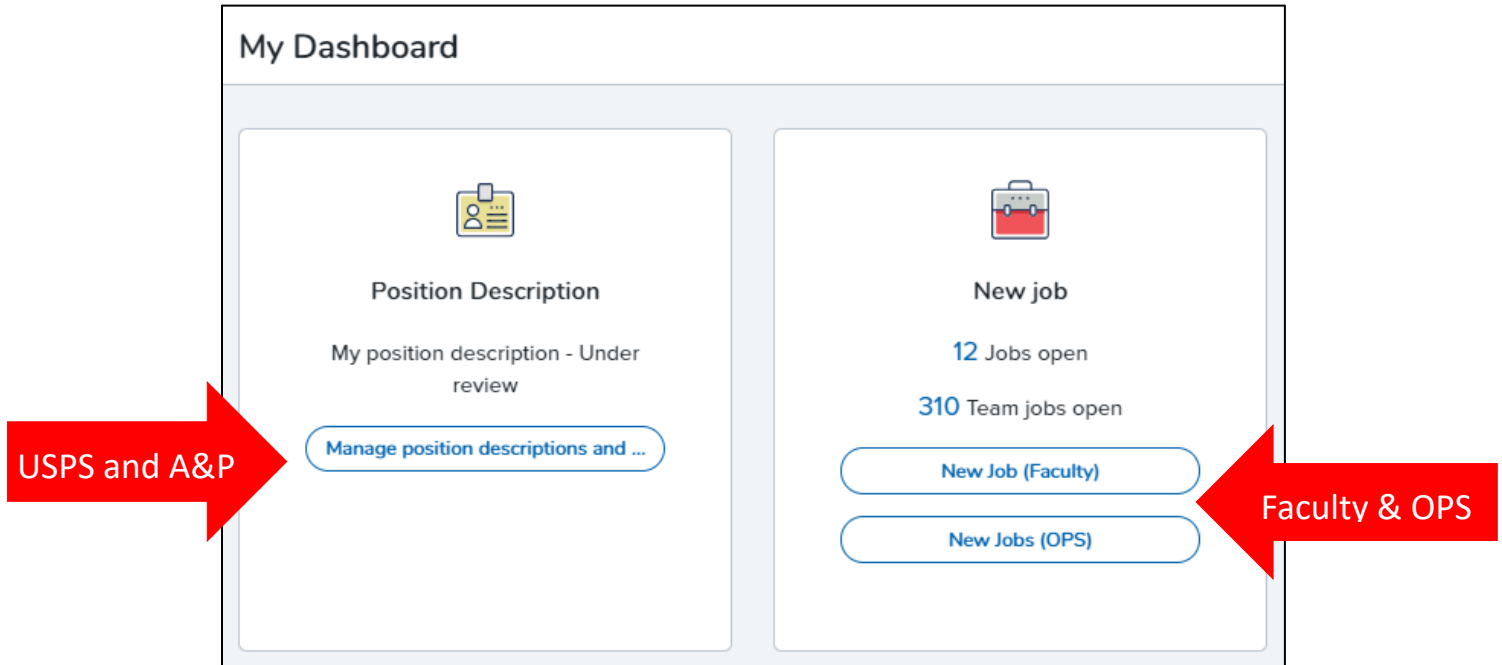 My Dashboard
Position Description
My position description - Under
review
Manage position descriptions and ...
USPS and A&P
New job
12 Jobs open
310 Team jobs open
New Job (Faculty)
New Jobs (OPS)
Faculty & OPS